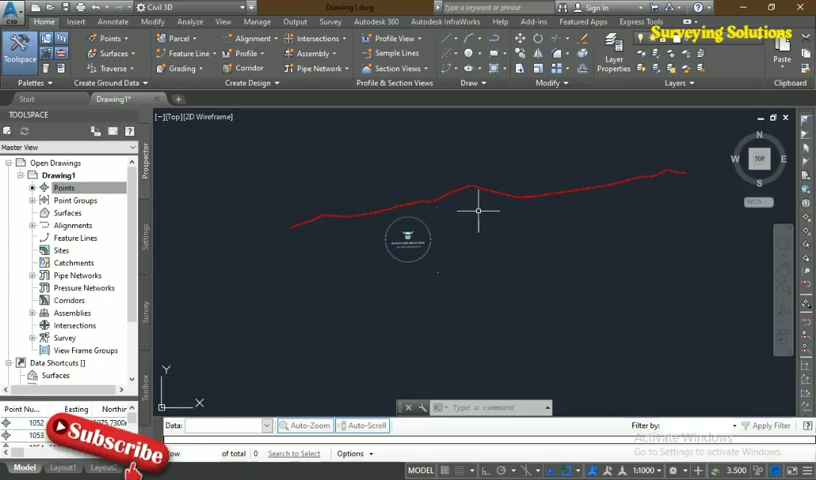 Civil 3D
Drawing1.dwg
Type a keyword or phrase
Sign In
Surveying Solutions
Home Insert Annotate Modify Analyze View Manage Output Survey Autodesk 360 Autodesk InfraWorks Help Add-ins Featured Apps Express Tools
Toolspace
Points
Surfaces
Traverse
Parcel
Feature Line
Grading
Alignment
Profile
Corridor
Intersections
Assembly
Pipe Network
Profile View
Sample Lines
Section Views
Layer Properties
Paste
Palettes
Create Ground Data
Create Design
Profile & Section Views
Draw
Modify
Layers
Clipboard
Start
Drawing1*
TOOLSPACE
[−][Top][2D Wireframe]
Master View
Open Drawings
Drawing1
Points
Point Groups
Surfaces
Alignments
Feature Lines
Sites
Catchments
Pipe Networks
Pressure Networks
Corridors
Assemblies
Intersections
Survey
View Frame Groups
Data Shortcuts []
Surfaces
Prospector
Settings
Survey
Toolbox
N
W
TOP
E
S
WCS
Y
X
Type a command
Point Nu...
Easting
1052
1053
Subscribe
Data:
Auto-Zoom
Auto-Scroll
Filter by:
Apply Filter
Activate Windows
Go to Settings to activate Windows.
of total 0
Search to Select
Options
Model
Layout1
Layout2
MODEL
1:1000
3.500